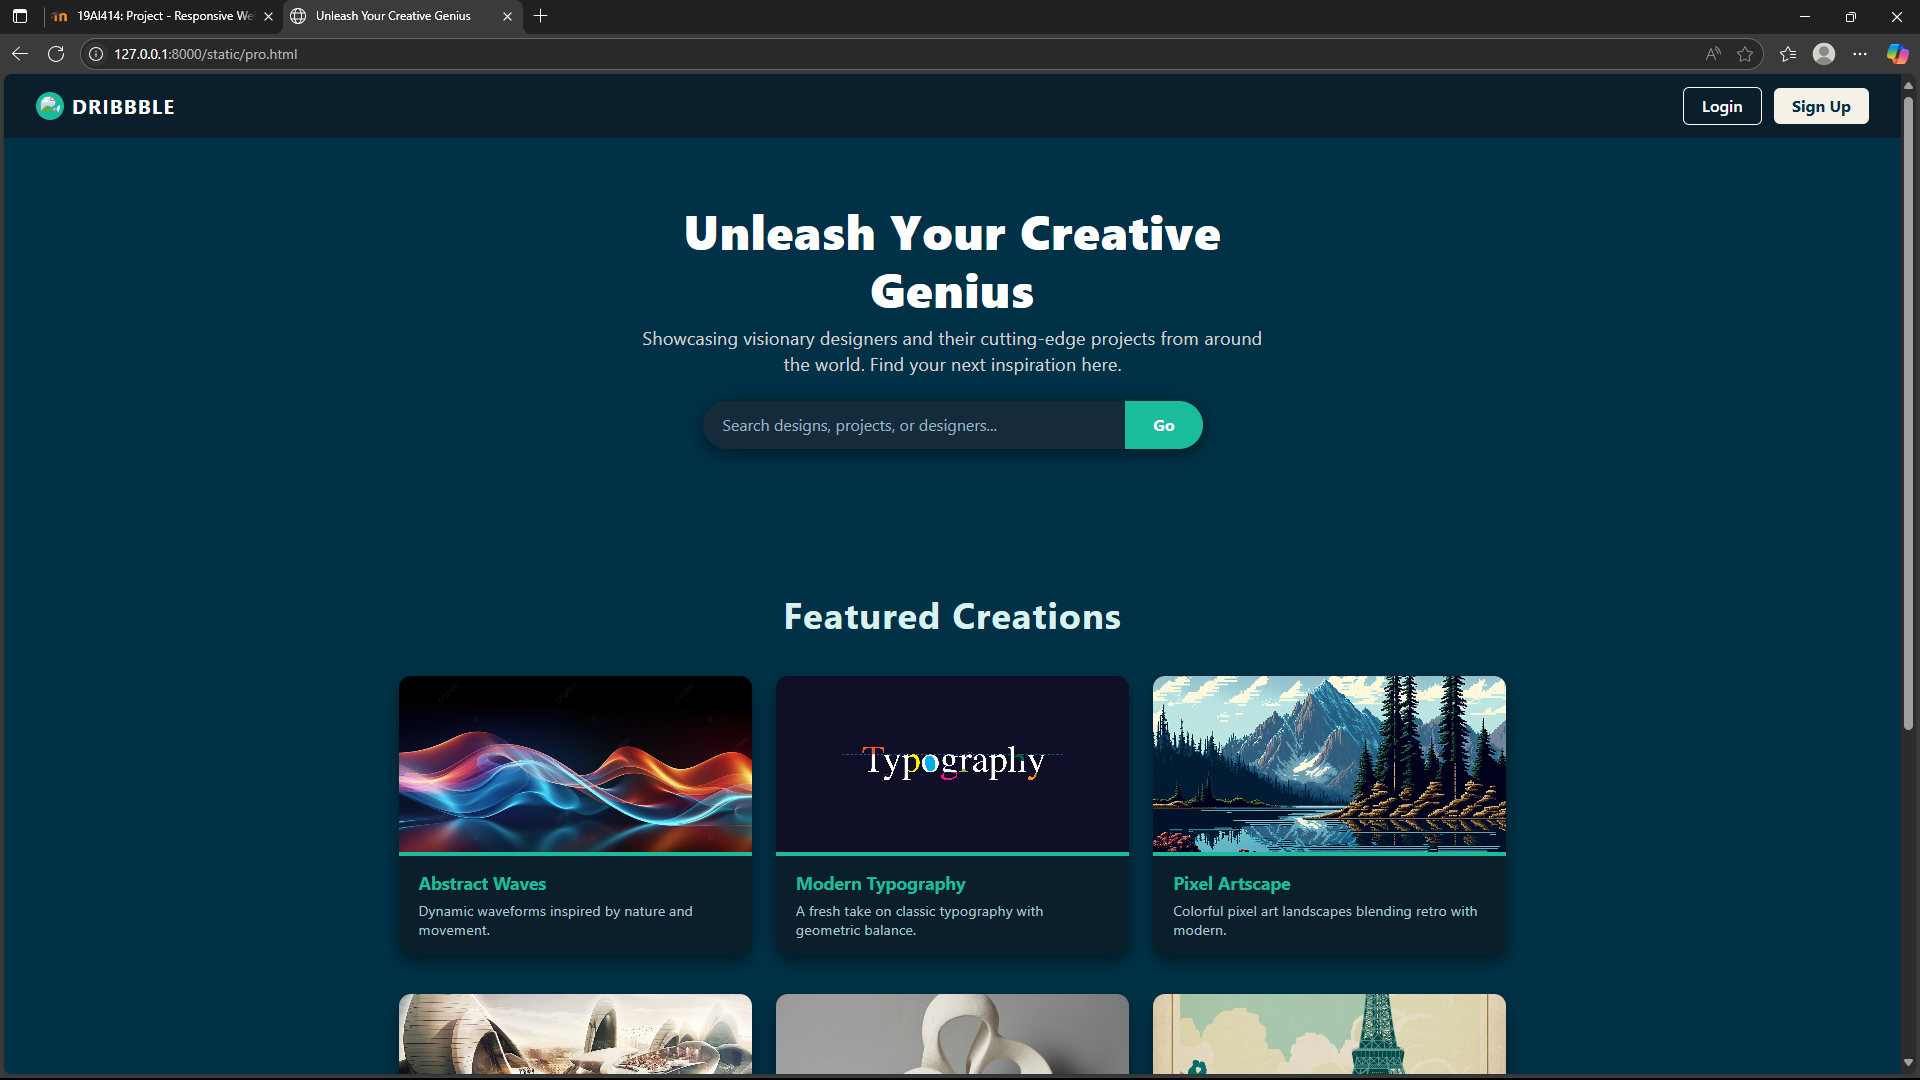 19AI414: Project - Responsive We
Unleash Your Creative Genius
127.0.0.1:8000/static/pro.html
DRIBBBLE
Login
Sign Up
Unleash Your Creative
Genius
Showcasing visionary designers and their cutting-edge projects from around
the world. Find your next inspiration here.
Search designs, projects, or designers...
Go
Featured Creations
Typography
Abstract Waves
Dynamic waveforms inspired by nature and
movement.
Modern Typography
A fresh take on classic typography with
geometric balance.
Pixel Artscape
Colorful pixel art landscapes blending retro with
modern.